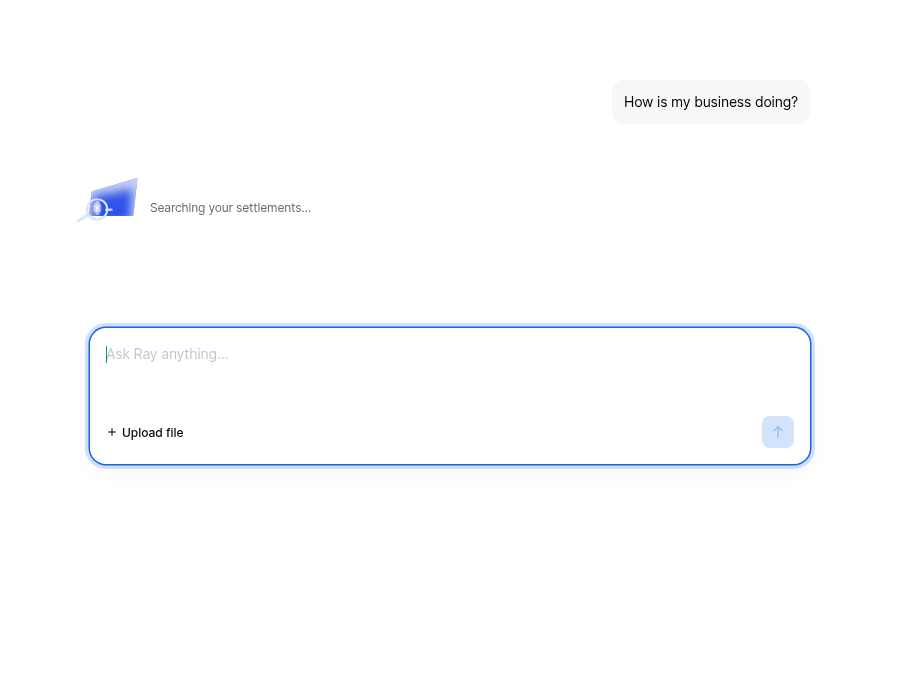 How is my business doing?
Searching your settlements...
Ask Ray anything...
+ Upload file